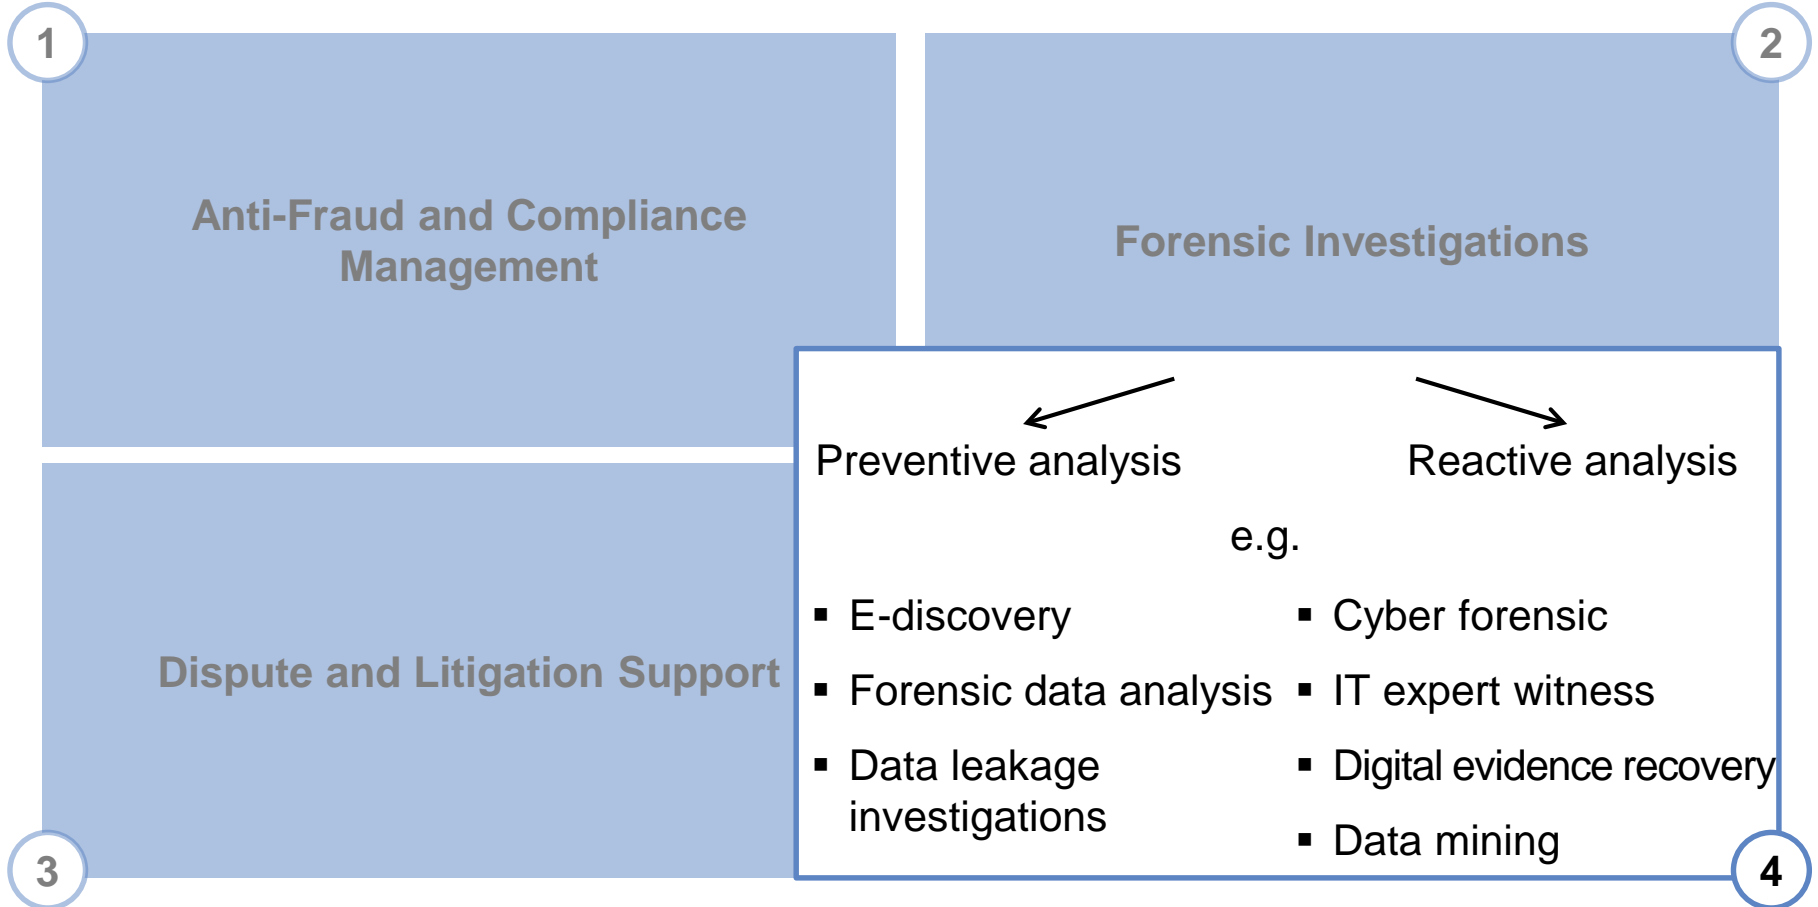 1
2
Anti-Fraud and Compliance
Management
Forensic Investigations
Preventive analysis
Reactive analysis
e.g.
▪ E-discovery
▪ Forensic data analysis
▪ Data leakage
investigations
▪ Cyber forensic
▪ IT expert witness
▪ Digital evidence recovery
▪ Data mining
Dispute and Litigation Support
3
4